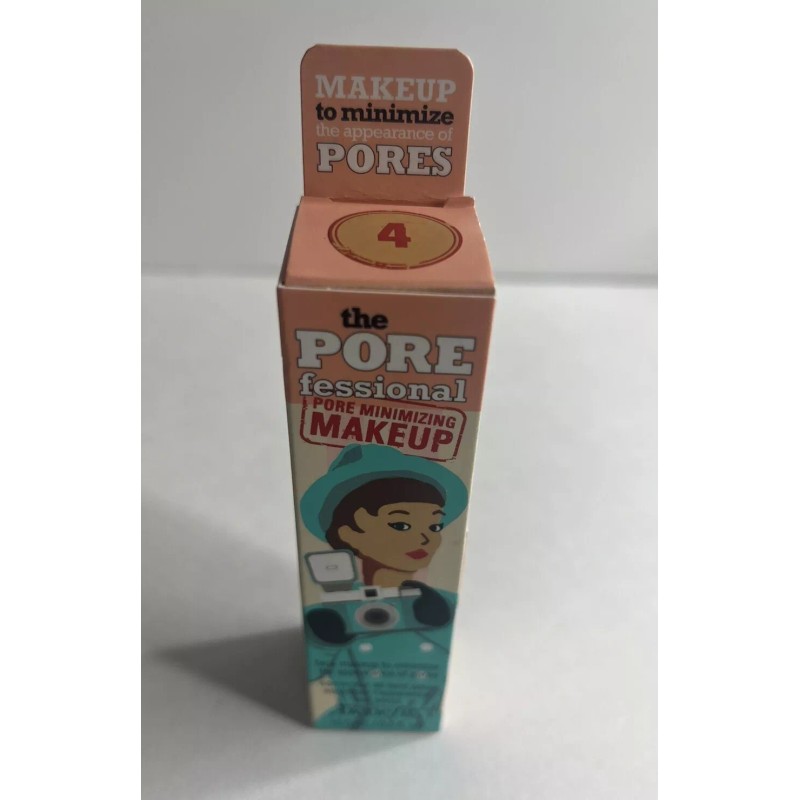 MAKEUP
to minimize
the appearance of
PORES
4
the
PORE
fessional
PORE MINIMIZING
MAKEUP